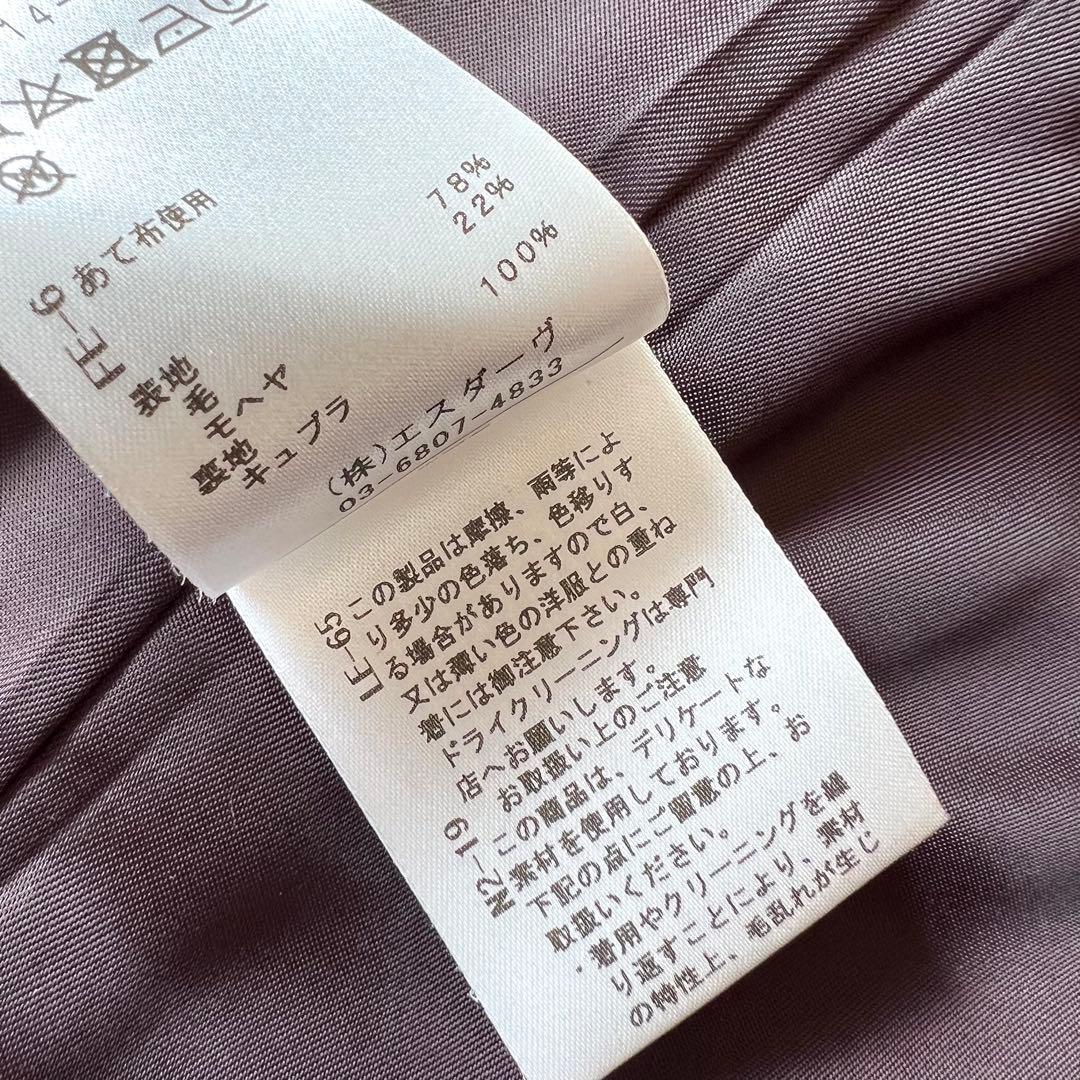 あて布使用
IFE-6
表地
毛 78%
モヘヤ 22%
裏地
キュプラ 100%
(株)エスダーヴ
03-6807-4833
IE-65
この製品は摩擦、雨等によ
り多少の色落ち、色移りす
る場合がありますので白、
又は薄い色の洋服との重ね
着には御注意下さい。
ドライクリーニングは専門
店へお願いします。
お取扱い上のご注意
N2-19
この商品は、デリケートな
素材を使用しております。
下記の点にご留意の上、お
取扱いください。
・着用やクリーニングを繰
り返すことにより、素材
の特性上、毛乱れが生じ